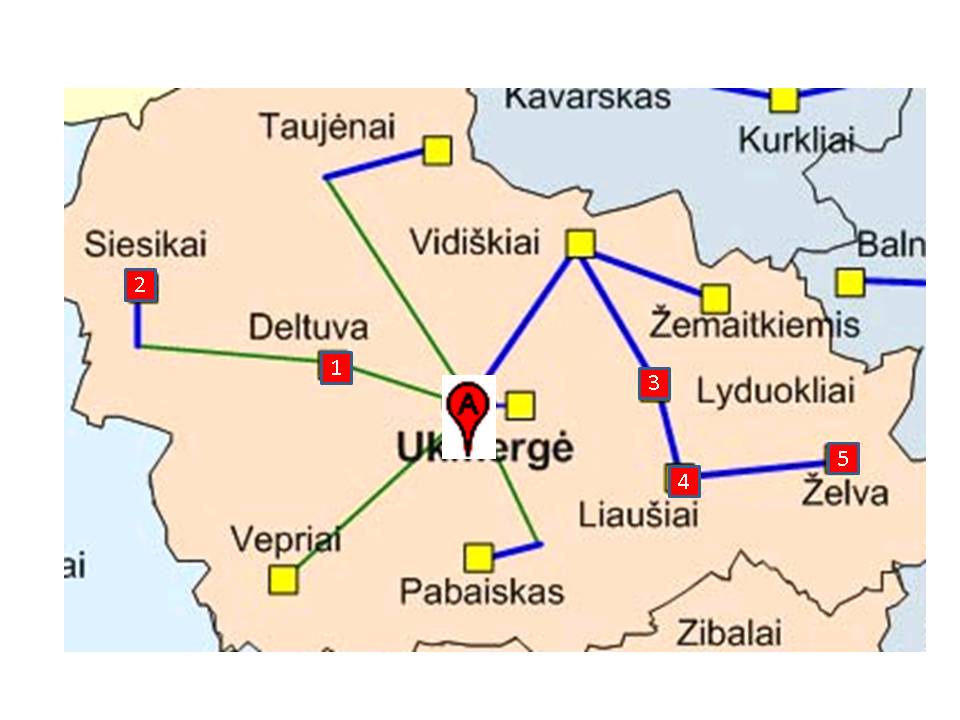 Kavarskas
Taujėnai
Kurkliai
Siesikai
Vidiškiai
Baln
2
Deltuva
Žemaitkiemis
1
3
Lyduokliai
A
5
4
Želva
Liaušiai
Vepriai
ai
Pabaiskas
Zibalai